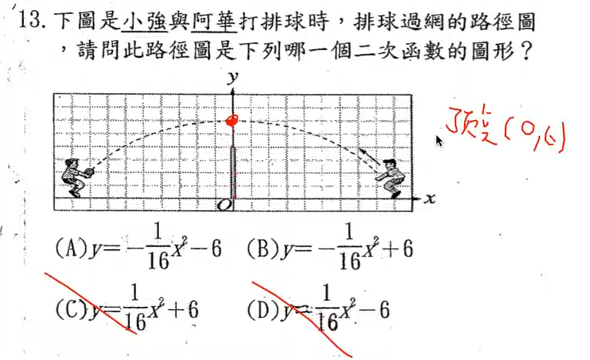 13. 下圖是小強與阿華打排球時，排球過網的路徑圖
，請問此路徑圖是下列哪一個二次函數的圖形？
y
頂點(0,6)
O
x
(A) y=-1/16x²-6 (B) y=-1/16x²+6
(C) y=1/16x²+6 (D) y=1/16x²-6